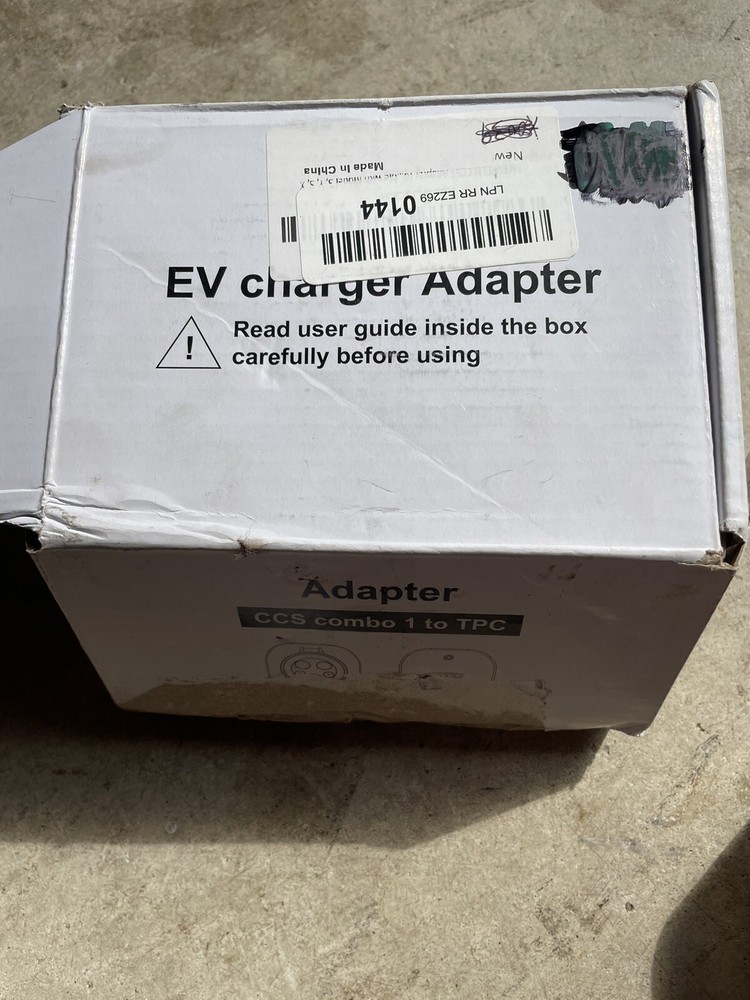 New
Made In China
LPN RR EZ269 0144
EV charger Adapter
! Read user guide inside the box
carefully before using
Adapter
CCS combo 1 to TPC